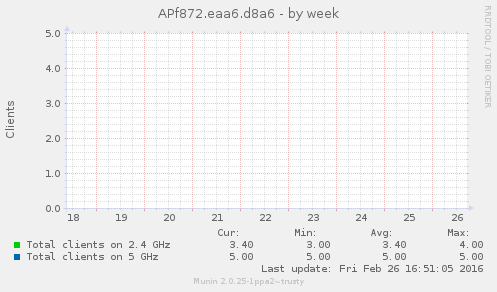 APf872.eaa6.d8a6 - by week
RRDTOOL / TOBI OETIKER
Clients
5.0
4.0
3.0
2.0
1.0
0.0
18 19 20 21 22 23 24 25 26
Cur: Min: Avg: Max:
Total clients on 2.4 GHz 3.40 3.00 3.40 4.00
Total clients on 5 GHz 5.00 5.00 5.00 5.00
Last update: Fri Feb 26 16:51:05 2016
Munin 2.0.25-1ppa2~trusty